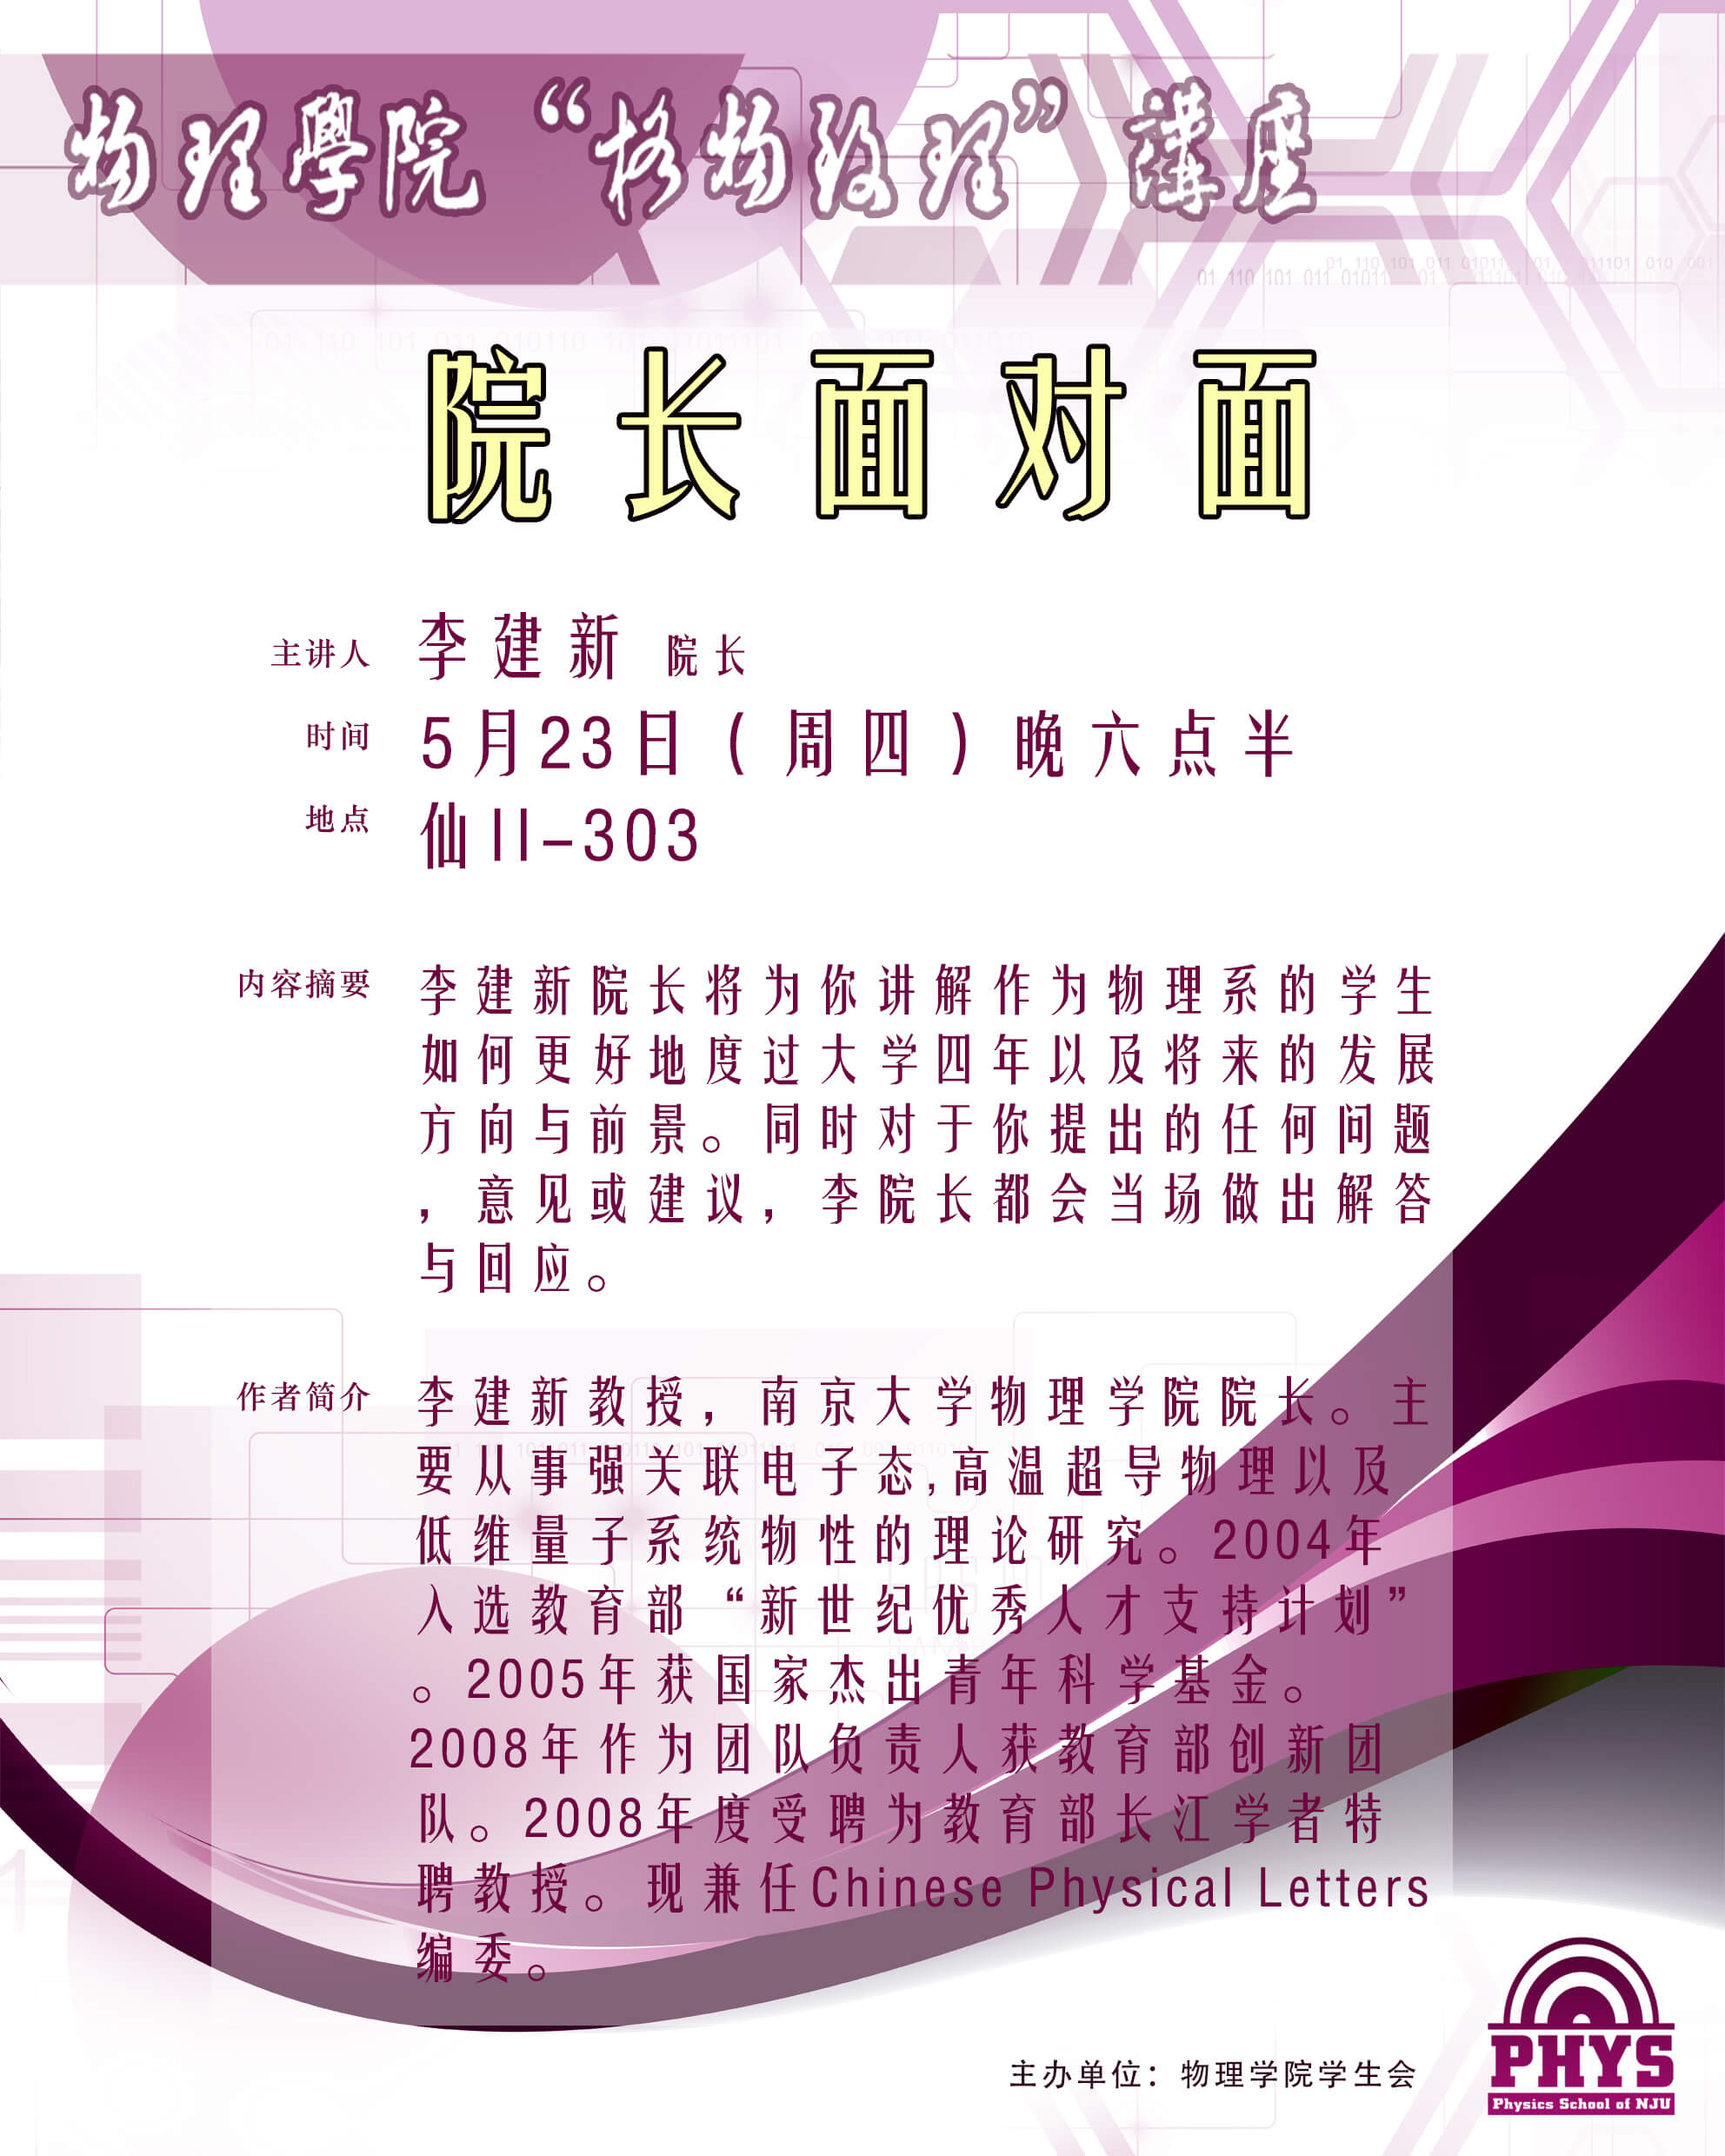 物理學院 “格物致理” 講座
院长面对面
主讲人 李建新 院长
时间 5月23日（周四）晚六点半
地点 仙II-303
内容摘要 李建新院长将为你讲解作为物理系的学生
如何更好地度过大学四年以及将来的发展
方向与前景。同时对于你提出的任何问题
，意见或建议，李院长都会当场做出解答
与回应。
作者简介 李建新教授，南京大学物理学院院长。主
要从事强关联电子态,高温超导物理以及
低维量子系统物性的理论研究。2004年
入选教育部“新世纪优秀人才支持计划”
。2005年获国家杰出青年科学基金。
2008年作为团队负责人获教育部创新团
队。2008年度受聘为教育部长江学者特
聘教授。现兼任Chinese Physical Letters
编委。
主办单位：物理学院学生会
PHYS
Physics School of NJU